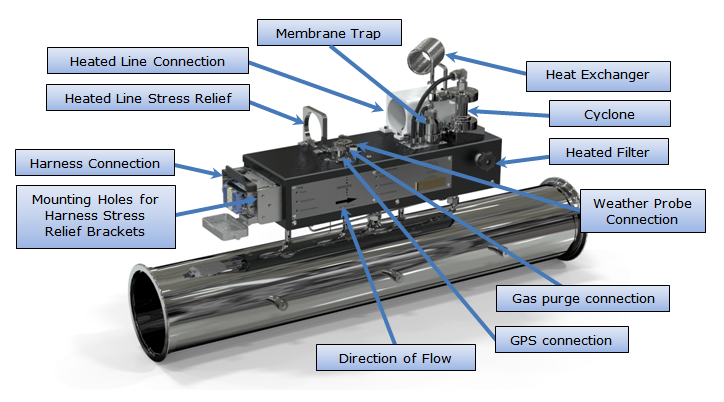 Membrane Trap
Heated Line Connection
Heat Exchanger
Heated Line Stress Relief
Cyclone
Harness Connection
Heated Filter
Mounting Holes for
Harness Stress
Relief Brackets
Weather Probe
Connection
Gas purge connection
GPS connection
Direction of Flow